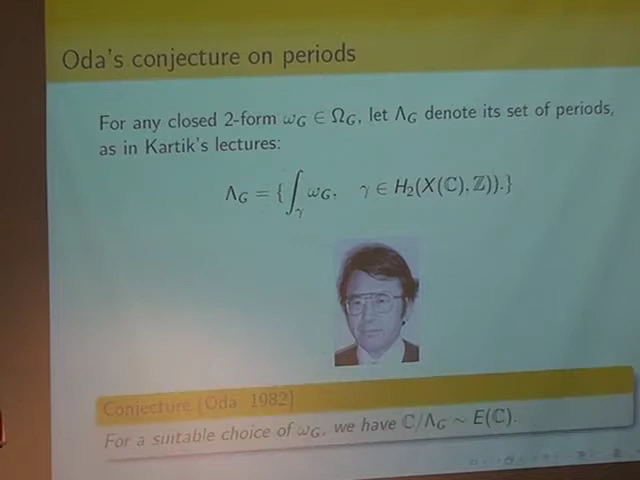 Oda's conjecture on periods
For any closed 2-form ω_G ∈ Ω_G, let Λ_G denote its set of periods,
as in Kartik's lectures:
Λ_G = {∫_γ ω_G, γ ∈ H₂(X(ℂ), ℤ)).}
Conjecture (Oda 1982)
For a suitable choice of ω_G, we have ℂ/Λ_G ~ E(ℂ).